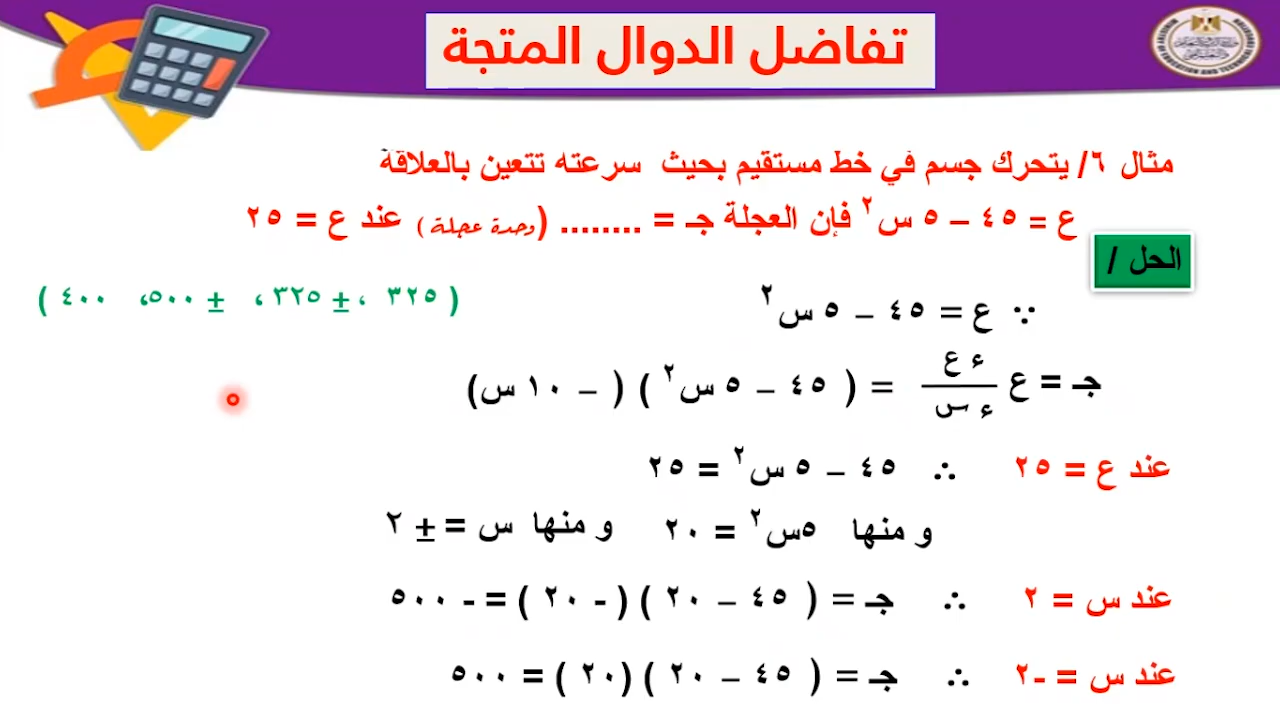 تفاضل الدوال المتجة
مثال ٦/ يتحرك جسم في خط مستقيم بحيث سرعته تتعين بالعلاقة
ع = ٤٥ – ٥ س٢ فإن العجلة جـ = ........ (وحدة عجلة) عند ع = ٢٥
الحل /
( ٣٢٥ ، ± ٣٢٥ ، ± ٥٠٠، ٤٠٠ )
∵ ع = ٤٥ – ٥ س٢
جـ = ع ء ع / ء س = ( ٤٥ – ٥ س٢ ) ( – ١٠ س)
عند ع = ٢٥ ∴ ٤٥ – ٥ س٢ = ٢٥
و منها ٥س٢ = ٢٠ و منها س = ± ٢
عند س = ٢ ∴ جـ = ( ٤٥ – ٢٠ ) ( - ٢٠ ) = - ٥٠٠
عند س = -٢ ∴ جـ = ( ٤٥ – ٢٠ ) (٢٠ ) = ٥٠٠